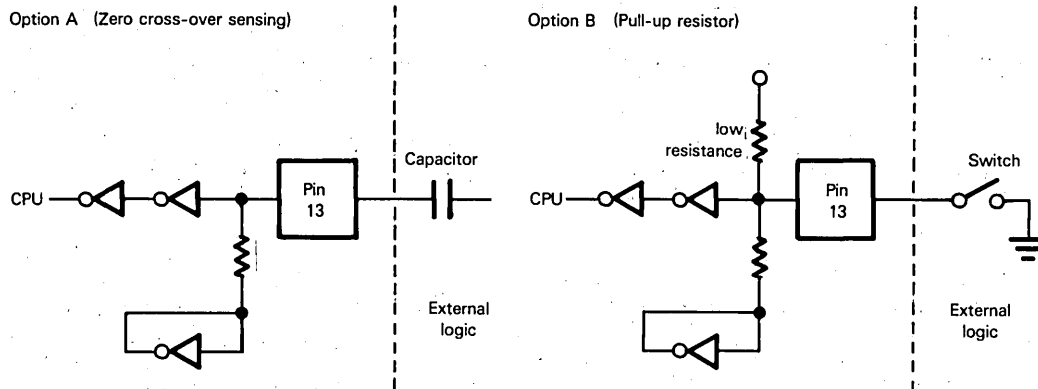 Option A (Zero cross-over sensing)
Option B (Pull-up resistor)
Capacitor
CPU
Pin
13
External
logic
low
resistance
Switch
CPU
Pin
13
External
logic